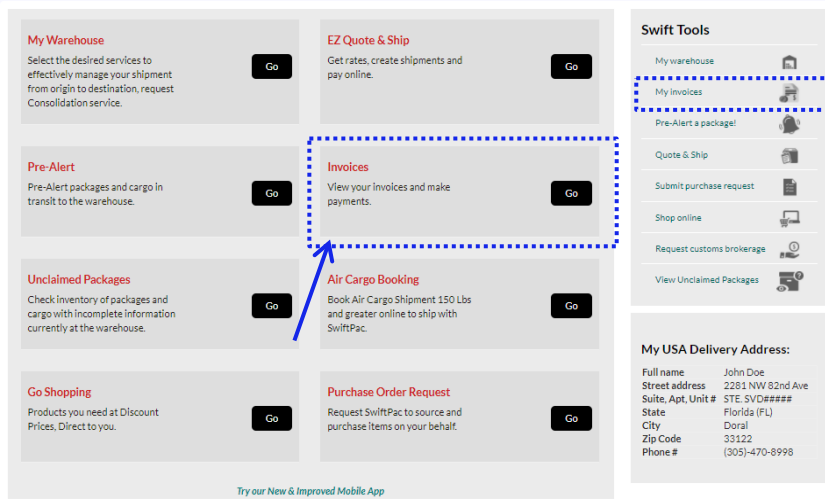 My Warehouse
Select the desired services to
effectively manage your shipment
from origin to destination, request
Consolidation service.
Go
EZ Quote & Ship
Get rates, create shipments and
pay online.
Go
Pre-Alert
Pre-Alert packages and cargo in
transit to the warehouse.
Go
Invoices
View your invoices and make
payments.
Go
Unclaimed Packages
Check inventory of packages and
cargo with incomplete information
currently at the warehouse.
Go
Air Cargo Booking
Book Air Cargo Shipment 150 Lbs
and greater online to ship with
SwiftPac.
Go
Go Shopping
Products you need at Discount
Prices, Direct to you.
Go
Purchase Order Request
Request SwiftPac to source and
purchase items on your behalf.
Go
Try our New & Improved Mobile App
Swift Tools
My warehouse
My invoices
Pre-Alert a package!
Quote & Ship
Submit purchase request
Shop online
Request customs brokerage
View Unclaimed Packages
My USA Delivery Address:
Full name John Doe
Street address 2281 NW 82nd Ave
Suite, Apt, Unit # STE. SVD#####
State Florida (FL)
City Doral
Zip Code 33122
Phone # (305)-470-8998